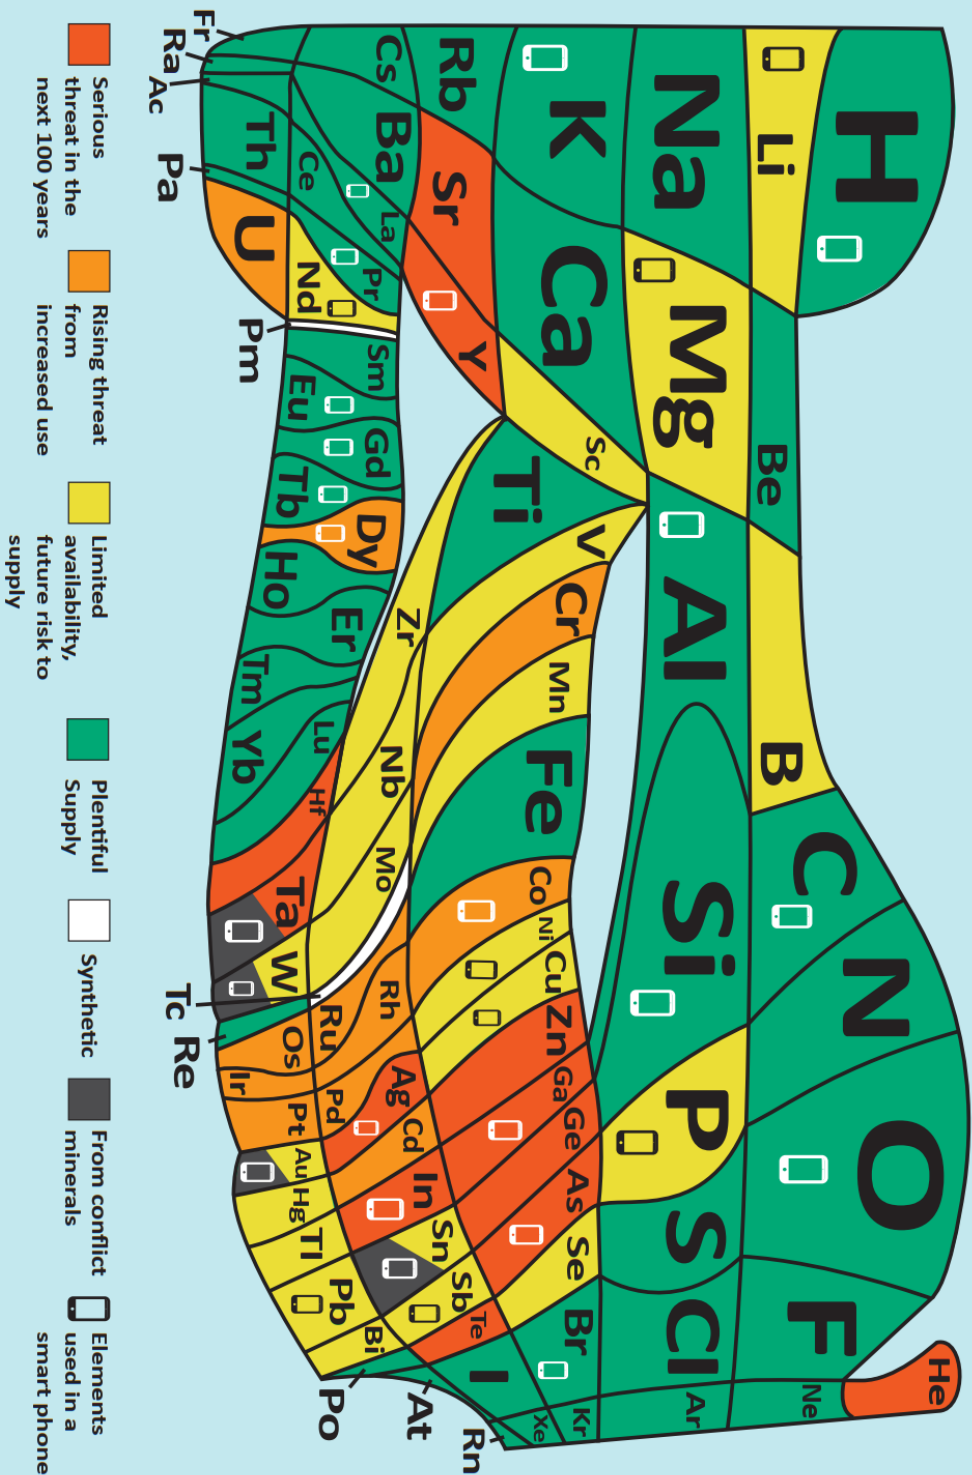 H
He
Li
Be
B
C
N
O
F
Ne
Na
Mg
Al
Si
P
S
Cl
Ar
K
Ca
Sc
Ti
V
Cr
Mn
Fe
Co
Ni
Cu
Zn
Ga
Ge
As
Se
Br
Kr
Rb
Sr
Y
Zr
Nb
Mo
Tc
Ru
Rh
Pd
Ag
Cd
In
Sn
Sb
Te
I
Xe
Cs
Ba
La
Ce
Pr
Nd
Pm
Sm
Eu
Gd
Tb
Dy
Ho
Er
Tm
Yb
Lu
Hf
Ta
W
Re
Os
Ir
Pt
Au
Hg
Tl
Pb
Bi
Po
At
Rn
Fr
Ra
Ac
Th
Pa
U
Serious
threat in the
next 100 years
Rising threat
from
increased use
Limited
availability,
future risk to
supply
Plentiful
Supply
Synthetic
From conflict
minerals
Elements
used in a
smart phone